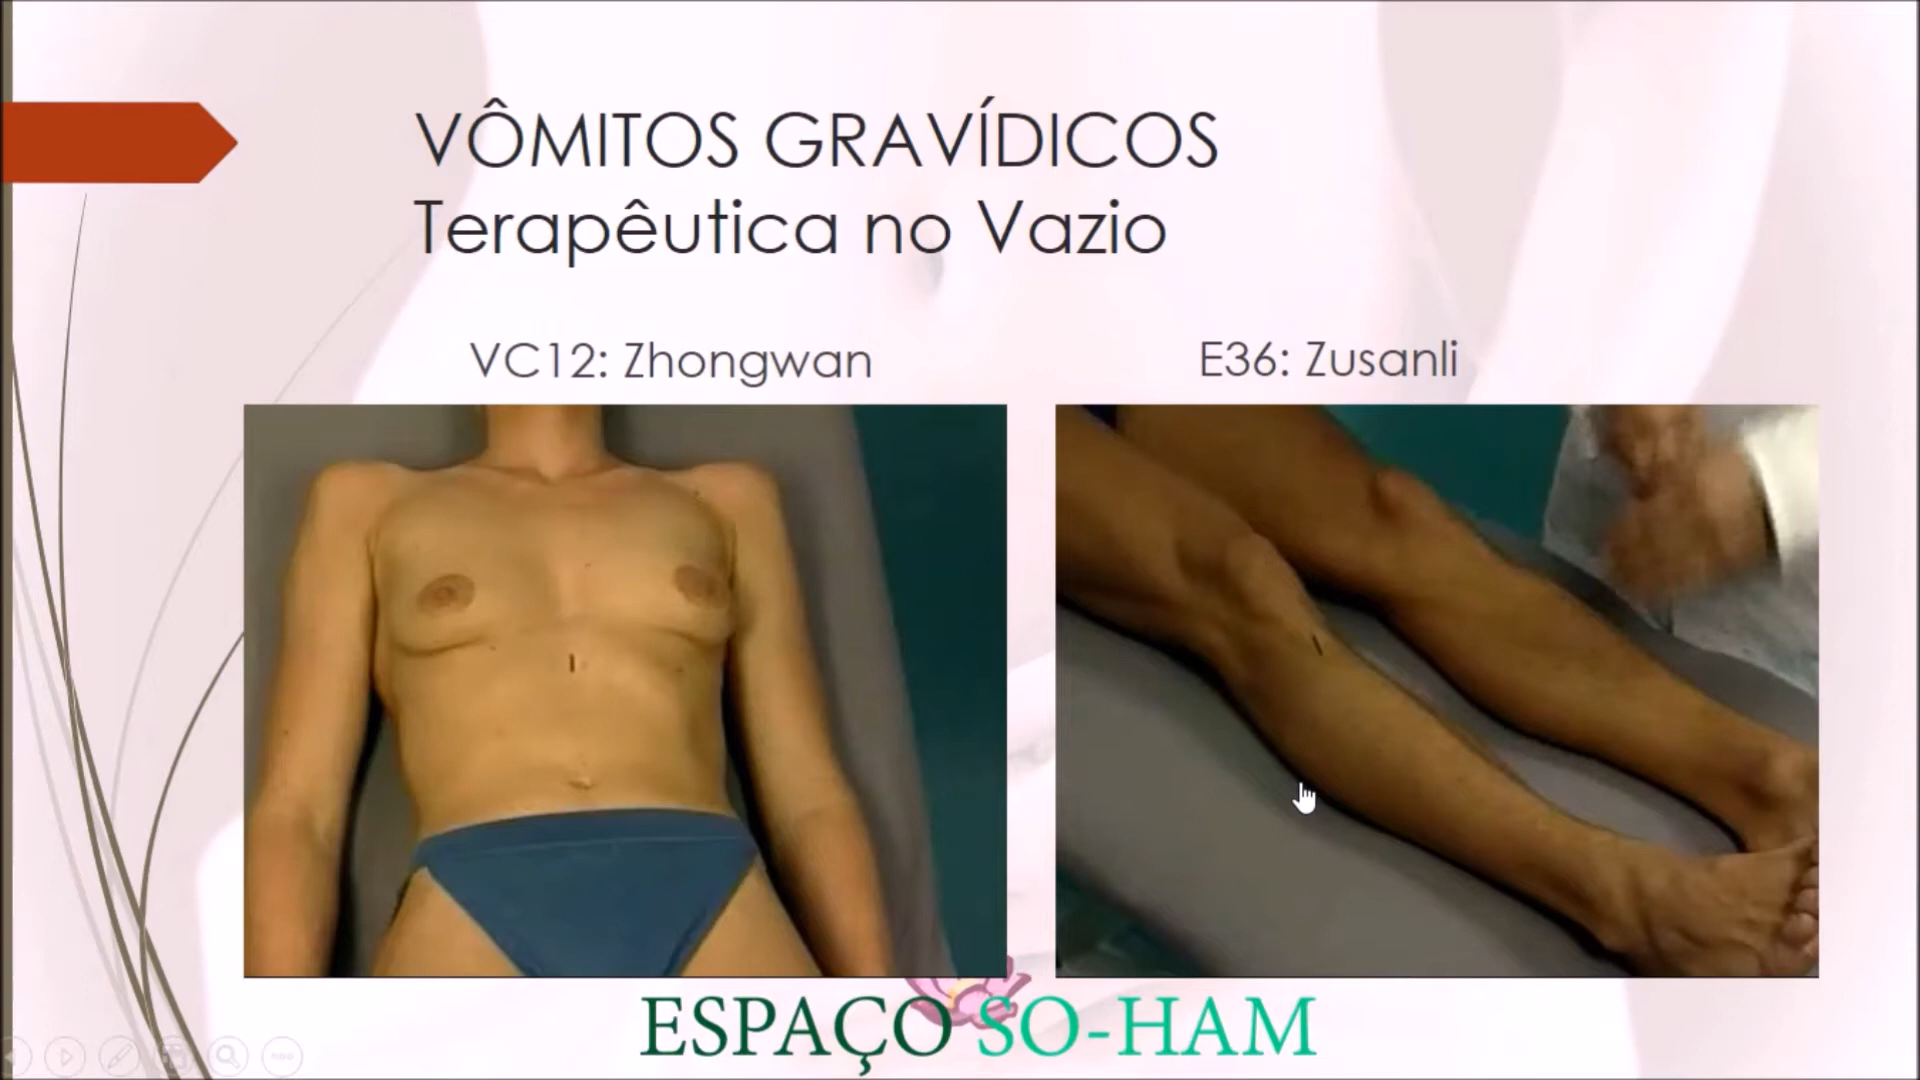 VÔMITOS GRAVÍDICOS
Terapêutica no Vazio
VC12: Zhongwan
E36: Zusanli
ESPAÇO SO-HAM